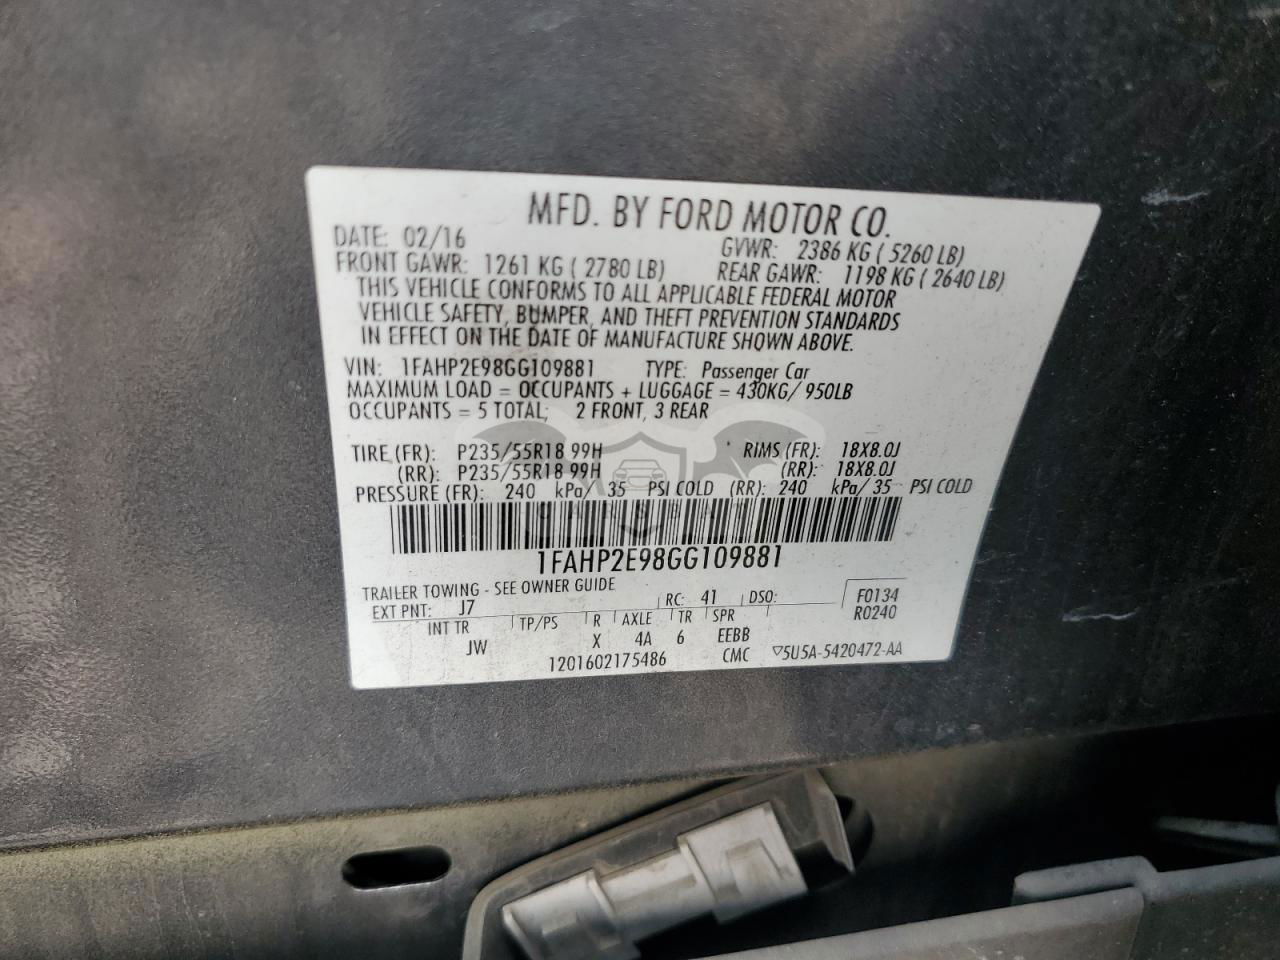 MFD. BY FORD MOTOR CO.
DATE: 02/16 GVWR: 2386 KG ( 5260 LB)
FRONT GAWR: 1261 KG ( 2780 LB) REAR GAWR: 1198 KG ( 2640 LB)
THIS VEHICLE CONFORMS TO ALL APPLICABLE FEDERAL MOTOR
VEHICLE SAFETY, BUMPER, AND THEFT PREVENTION STANDARDS
IN EFFECT ON THE DATE OF MANUFACTURE SHOWN ABOVE.
VIN: 1FAHP2E98GG109881 TYPE: Passenger Car
MAXIMUM LOAD = OCCUPANTS + LUGGAGE = 430KG/ 950LB
OCCUPANTS = 5 TOTAL; 2 FRONT, 3 REAR
TIRE (FR): P235/55R18 99H RIMS (FR): 18X8.0J
(RR): P235/55R18 99H (RR): 18X8.0J
PRESSURE (FR): 240 kPa/ 35 PSI COLD (RR): 240 kPa/ 35 PSI COLD
1FAHP2E98GG109881
TRAILER TOWING - SEE OWNER GUIDE
EXT PNT: J7 RC: 41 DSO: F0134
R0240
INT TR TP/PS R AXLE TR SPR
JW X 4A 6 EEBB
1201602175486 CMC ▽5U5A-5420472-AA